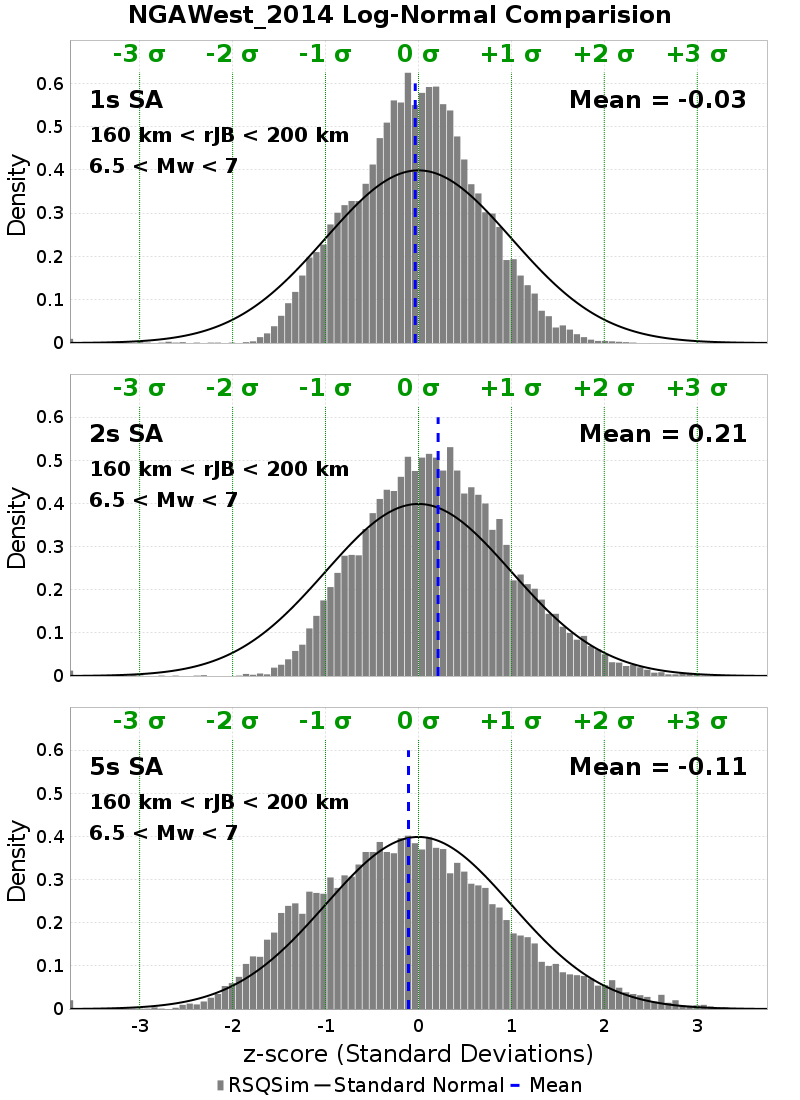 NGAWest_2014 Log-Normal Comparision
-3 σ -2 σ -1 σ 0 σ +1 σ +2 σ +3 σ
0.6
1s SA Mean = -0.03
0.5
160 km < rJB < 200 km
6.5 < Mw < 7
0.4
Density
0.3
0.2
0.1
0
-3 σ -2 σ -1 σ 0 σ +1 σ +2 σ +3 σ
0.6
2s SA Mean = 0.21
0.5
160 km < rJB < 200 km
6.5 < Mw < 7
0.4
Density
0.3
0.2
0.1
0
-3 σ -2 σ -1 σ 0 σ +1 σ +2 σ +3 σ
0.6
5s SA Mean = -0.11
0.5
160 km < rJB < 200 km
6.5 < Mw < 7
0.4
Density
0.3
0.2
0.1
0
-3 -2 -1 0 1 2 3
z-score (Standard Deviations)
RSQSim Standard Normal Mean